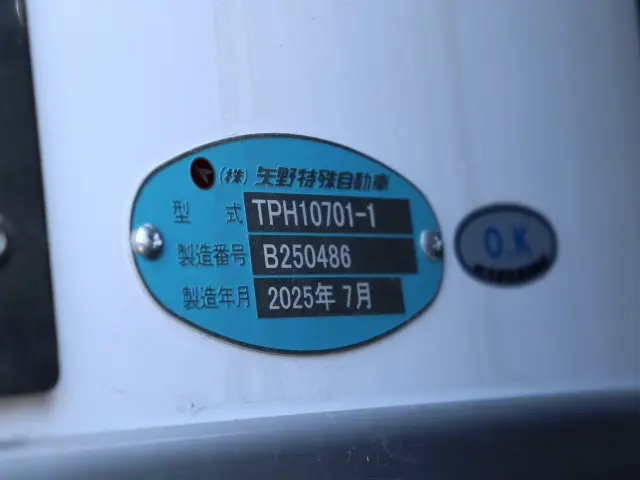 (株) 矢野特殊自動車
型 式 TPH10701-1
製造番号 B250486
製造年月 2025年 7月
O.K